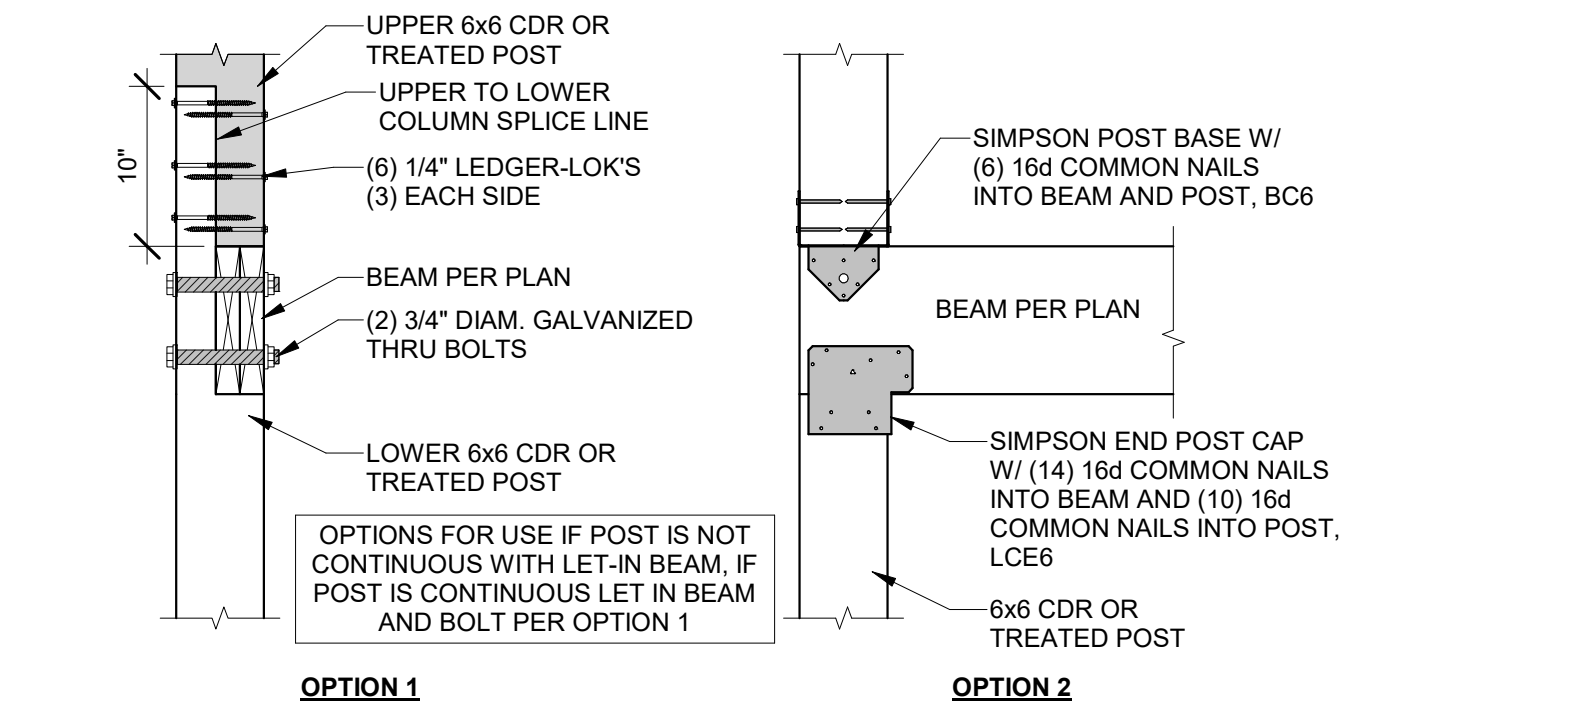 UPPER 6x6 CDR OR
TREATED POST
UPPER TO LOWER
COLUMN SPLICE LINE
10"
(6) 1/4" LEDGER-LOK'S
(3) EACH SIDE
BEAM PER PLAN
(2) 3/4" DIAM. GALVANIZED
THRU BOLTS
LOWER 6x6 CDR OR
TREATED POST
OPTIONS FOR USE IF POST IS NOT
CONTINUOUS WITH LET-IN BEAM, IF
POST IS CONTINUOUS LET IN BEAM
AND BOLT PER OPTION 1
OPTION 1
SIMPSON POST BASE W/
(6) 16d COMMON NAILS
INTO BEAM AND POST, BC6
BEAM PER PLAN
SIMPSON END POST CAP
W/ (14) 16d COMMON NAILS
INTO BEAM AND (10) 16d
COMMON NAILS INTO POST,
LCE6
6x6 CDR OR
TREATED POST
OPTION 2